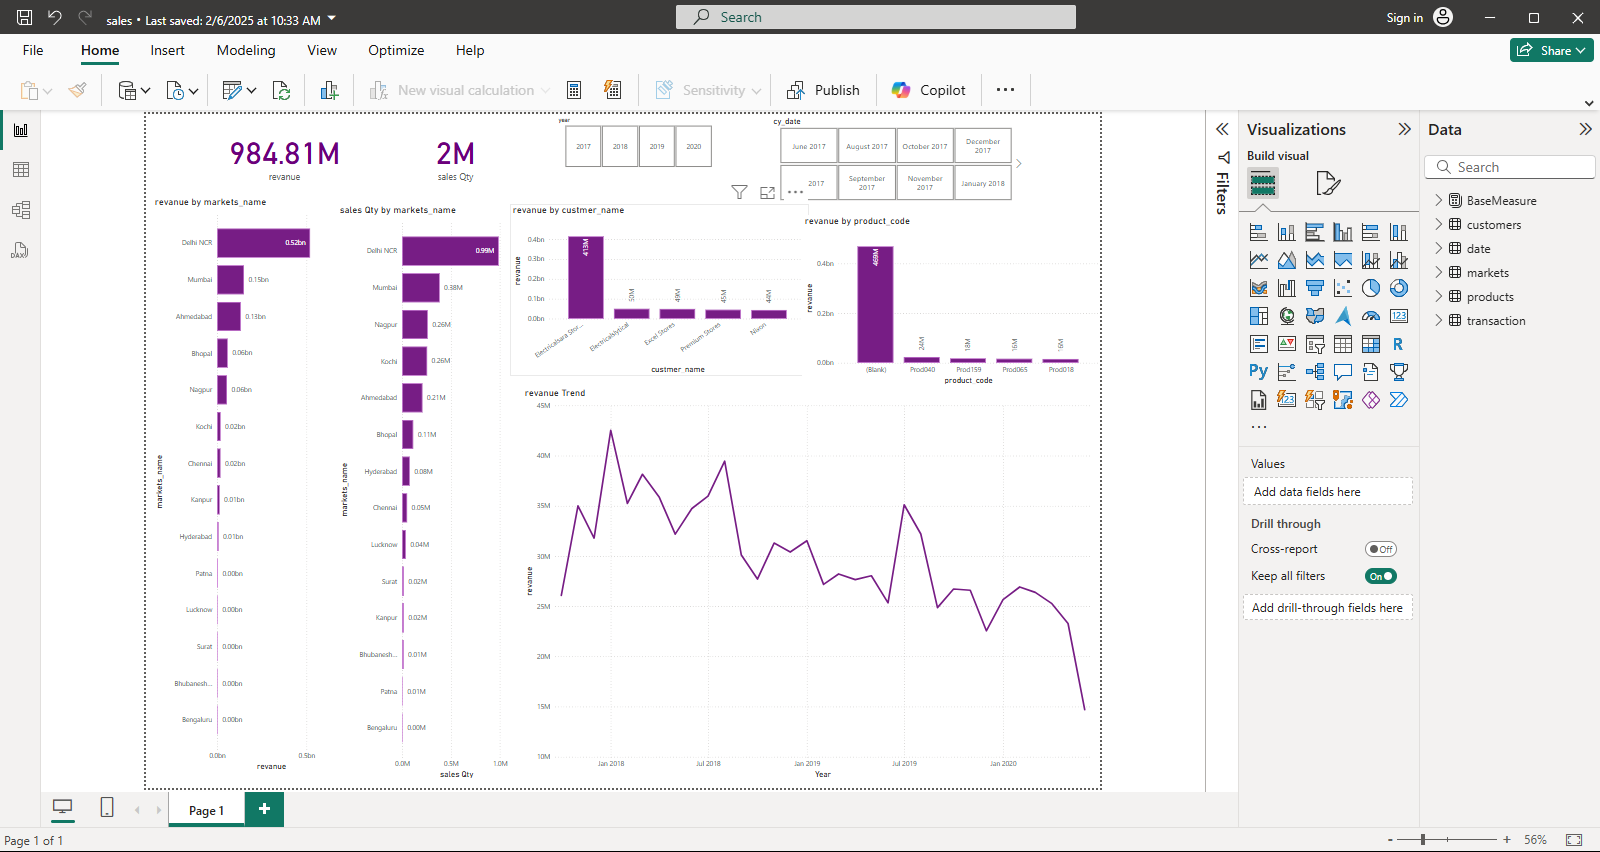 sales • Last saved: 2/6/2025 at 10:33 AM
Search
Sign in
File
Home
Insert
Modeling
View
Optimize
Help
Share
New visual calculation
Sensitivity
Publish
Copilot
984.81M
revanue
2M
sales Qty
year
2017
2018
2019
2020
cy_date
June 2017
August 2017
October 2017
December 2017
2017
September 2017
November 2017
January 2018
revanue by markets_name
markets_name
Delhi NCR 0.52bn
Mumbai 0.15bn
Ahmedabad 0.13bn
Bhopal 0.06bn
Nagpur 0.06bn
Kochi 0.02bn
Chennai 0.02bn
Kanpur 0.01bn
Hyderabad 0.01bn
Patna 0.00bn
Lucknow 0.00bn
Surat 0.00bn
Bhubanesh... 0.00bn
Bengaluru 0.00bn
0.0bn 0.5bn
revanue
sales Qty by markets_name
markets_name
Delhi NCR 0.99M
Mumbai 0.38M
Nagpur 0.26M
Kochi 0.26M
Ahmedabad 0.21M
Bhopal 0.11M
Hyderabad 0.08M
Chennai 0.05M
Lucknow 0.04M
Surat 0.02M
Kanpur 0.02M
Bhubanesh... 0.01M
Patna 0.01M
Bengaluru 0.00M
0.0M 0.5M 1.0M
sales Qty
revanue by custmer_name
revanue
0.4bn
0.3bn
0.2bn
0.1bn
0.0bn
413M
50M
49M
45M
44M
Electricalsara Stor...
Electricalslytical
Excel Stores
Premium Stores
Nixon
custmer_name
revanue by product_code
revanue
0.4bn
0.2bn
0.0bn
469M
24M
18M
16M
16M
(Blank)
Prod040
Prod159
Prod065
Prod018
product_code
revanue Trend
revanue
45M
40M
35M
30M
25M
20M
15M
10M
Jan 2018
Jul 2018
Jan 2019
Jul 2019
Jan 2020
Year
Filters
Visualizations
Build visual
123
R
Py
123
Values
Add data fields here
Drill through
Cross-report
Off
Keep all filters
On
Add drill-through fields here
Data
Search
BaseMeasure
customers
date
markets
products
transaction
DAX
Page 1
+
Page 1 of 1
- + 56%